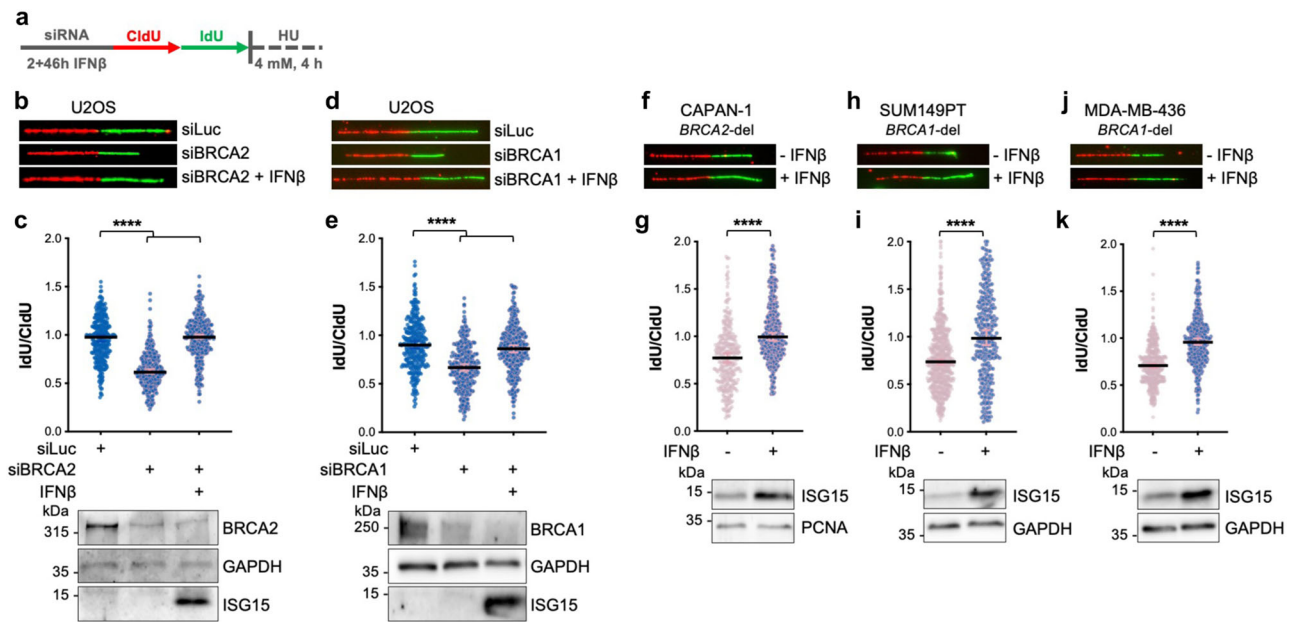 a
siRNA CldU IdU HU
2+46h IFNβ 4 mM, 4 h
b
U2OS
siLuc
siBRCA2
siBRCA2 + IFNβ
d
U2OS
siLuc
siBRCA1
siBRCA1 + IFNβ
f
CAPAN-1
BRCA2-del
- IFNβ
+ IFNβ
h
SUM149PT
BRCA1-del
- IFNβ
+ IFNβ
j
MDA-MB-436
BRCA1-del
- IFNβ
+ IFNβ
c
****
2.0
1.5
1.0
0.5
0.0
IdU/CldU
siLuc +
siBRCA2 + +
IFNβ +
kDa
315 BRCA2
35 GAPDH
15 ISG15
e
****
2.0
1.5
1.0
0.5
0.0
IdU/CldU
siLuc +
siBRCA1 + +
IFNβ +
kDa
250 BRCA1
35 GAPDH
15 ISG15
g
****
2.0
1.5
1.0
0.5
0.0
IdU/CldU
IFNβ - +
kDa
15 ISG15
35 PCNA
i
****
2.0
1.5
1.0
0.5
0.0
IdU/CldU
IFNβ - +
kDa
15 ISG15
35 GAPDH
k
****
2.0
1.5
1.0
0.5
0.0
IdU/CldU
IFNβ - +
kDa
15 ISG15
35 GAPDH